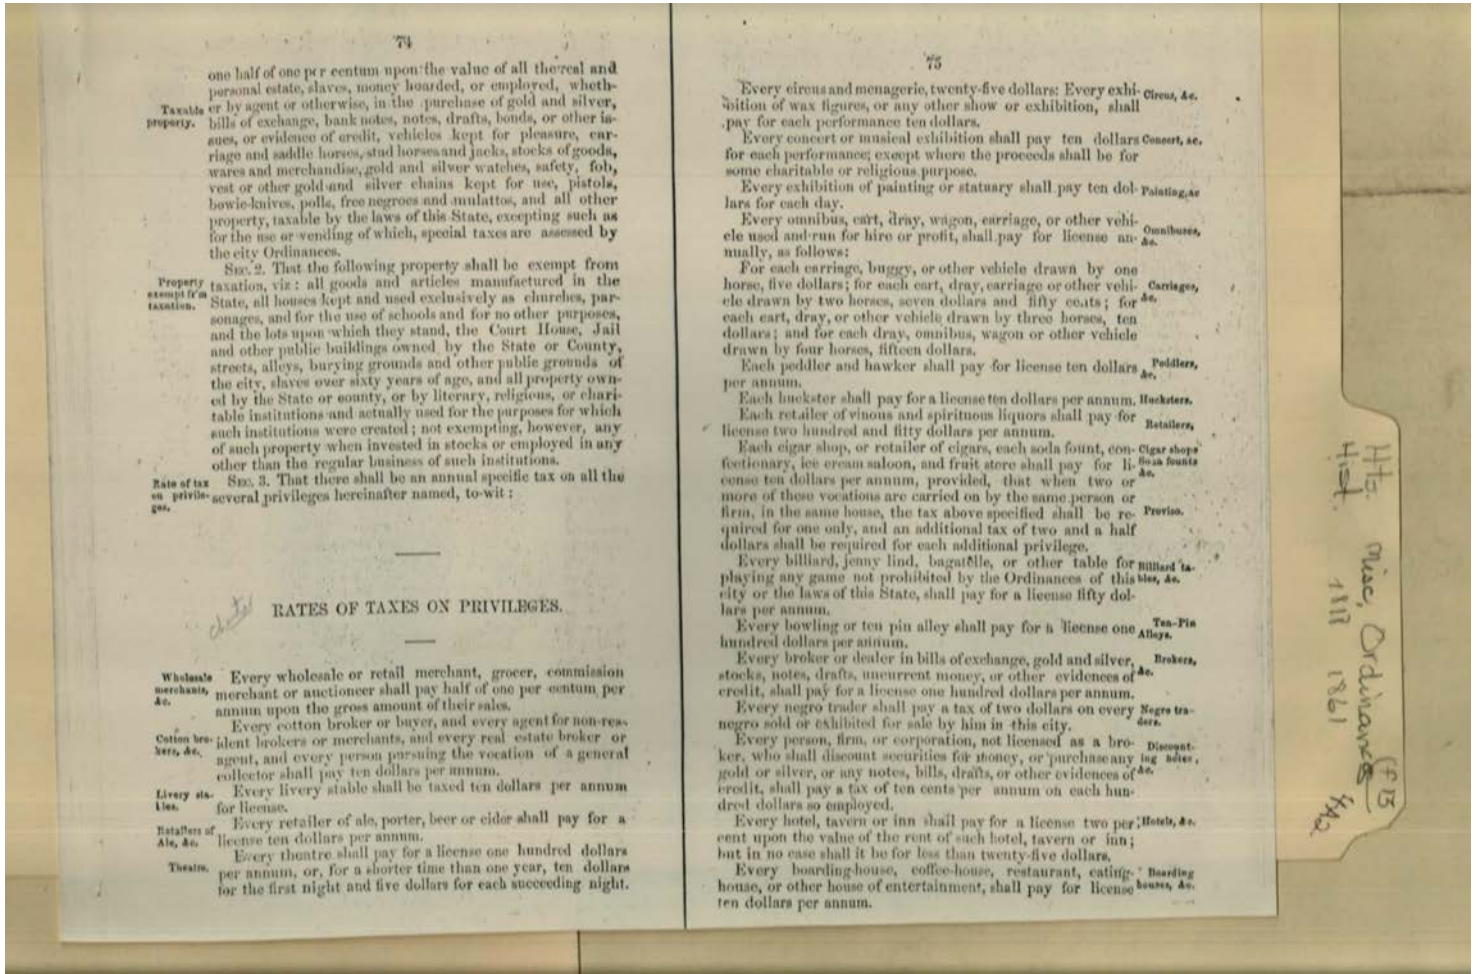 74
one half of one per centum upon the value of all the real and
personal estate, slaves, money hoarded, or employed, wheth-
Taxable property.
er by agent or otherwise, in the purchase of gold and silver,
bills of exchange, bank notes, notes, drafts, bonds, or other is-
sues, or evidence of credit, vehicles kept for pleasure, car-
riage and saddle horses, stud horses and jacks, stocks of goods,
wares and merchandise, gold and silver watches, safety, fob,
vest or other gold and silver chains kept for use, pistols,
bowie-knives, polls, free negroes and mulattos, and all other
property, taxable by the laws of this State, excepting such as
for the use or vending of which, special taxes are assessed by
the city Ordinances.
SEC. 2. That the following property shall be exempt from
Property exempt fr'm taxation.
taxation, viz: all goods and articles manufactured in the
State, all houses kept and used exclusively as churches, par-
sonages, and for the use of schools and for no other purposes,
and the lots upon which they stand, the Court House, Jail
and other public buildings owned by the State or County,
streets, alleys, burying grounds and other public grounds of
the city, slaves over sixty years of age, and all property own-
ed by the State or county, or by literary, religious, or chari-
table institutions and actually used for the purposes for which
such institutions were created; not exempting, however, any
of such property when invested in stocks or employed in any
other than the regular business of such institutions.
Rate of tax on privile-ges.
SEC. 3. That there shall be an annual specific tax on all the
several privileges hereinafter named, to-wit:
RATES OF TAXES ON PRIVILEGES.
Wholesale merchants, &c.
Every wholesale or retail merchant, grocer, commission
merchant or auctioneer shall pay half of one per centum per
annum upon the gross amount of their sales.
Every cotton broker or buyer, and every agent for non-res-
Cotton bro-kers, &c.
ident brokers or merchants, and every real estate broker or
agent, and every person pursuing the vocation of a general
collector shall pay ten dollars per annum.
Livery sta-bles.
Every livery stable shall be taxed ten dollars per annum
for license.
Retailers of Ale, &c.
Every retailer of ale, porter, beer or cider shall pay for a
license ten dollars per annum.
Theatre.
Every theatre shall pay for a license one hundred dollars
per annum, or, for a shorter time than one year, ten dollars
for the first night and five dollars for each succeeding night.
75
Every circus and menagerie, twenty-five dollars: Every exhi-
Circus, &c.
bition of wax figures, or any other show or exhibition, shall
pay for each performance ten dollars.
Every concert or musical exhibition shall pay ten dollars
Concert, &c.
for each performance; except where the proceeds shall be for
some charitable or religious purpose.
Every exhibition of painting or statuary shall pay ten dol-
Painting,&c
lars for each day.
Every omnibus, cart, dray, wagon, carriage, or other vehi-
Omnibuses, &c.
cle used and run for hire or profit, shall pay for license an-
nually, as follows:
For each carriage, buggy, or other vehicle drawn by one
horse, five dollars; for each cart, dray, carriage or other vehi-
Carriages, &c.
cle drawn by two horses, seven dollars and fifty cents; for
each cart, dray, or other vehicle drawn by three horses, ten
dollars; and for each dray, omnibus, wagon or other vehicle
drawn by four horses, fifteen dollars.
Each peddler and hawker shall pay for license ten dollars
Peddlers, &c.
per annum.
Each huckster shall pay for a license ten dollars per annum.
Hucksters.
Each retailer of vinous and spirituous liquors shall pay for
Retailers,
license two hundred and fifty dollars per annum.
Each cigar shop, or retailer of cigars, each soda fount, con-
Cigar shops Soda founts &c.
fectionary, ice cream saloon, and fruit store shall pay for li-
cense ten dollars per annum, provided, that when two or
more of these vocations are carried on by the same person or
firm, in the same house, the tax above specified shall be re-
Proviso.
quired for one only, and an additional tax of two and a half
dollars shall be required for each additional privilege.
Every billiard, jenny lind, bagatelle, or other table for
Billiard ta-bles, &c.
playing any game not prohibited by the Ordinances of this
city or the laws of this State, shall pay for a license fifty dol-
lars per annum.
Every bowling or ten pin alley shall pay for a license one
Ten-Pin Alleys.
hundred dollars per annum.
Every broker or dealer in bills of exchange, gold and silver,
Brokers, &c.
stocks, notes, drafts, uncurrent money, or other evidences of
credit, shall pay for a license one hundred dollars per annum.
Every negro trader shall pay a tax of two dollars on every
Negro tra-ders.
negro sold or exhibited for sale by him in this city.
Every person, firm, or corporation, not licensed as a bro-
Discount-ing notes, &c.
ker, who shall discount securities for money, or purchase any
gold or silver, or any notes, bills, drafts, or other evidences of
credit, shall pay a tax of ten cents per annum on each hun-
dred dollars so employed.
Every hotel, tavern or inn shall pay for a license two per
Hotels, &c.
cent upon the value of the rent of such hotel, tavern or inn;
but in no case shall it be for less than twenty-five dollars.
Every boarding-house, coffee-house, restaurant, eating-
Boarding houses, &c.
house, or other house of entertainment, shall pay for license
ten dollars per annum.
Misc. Ordinances
Hist. 1818 1861